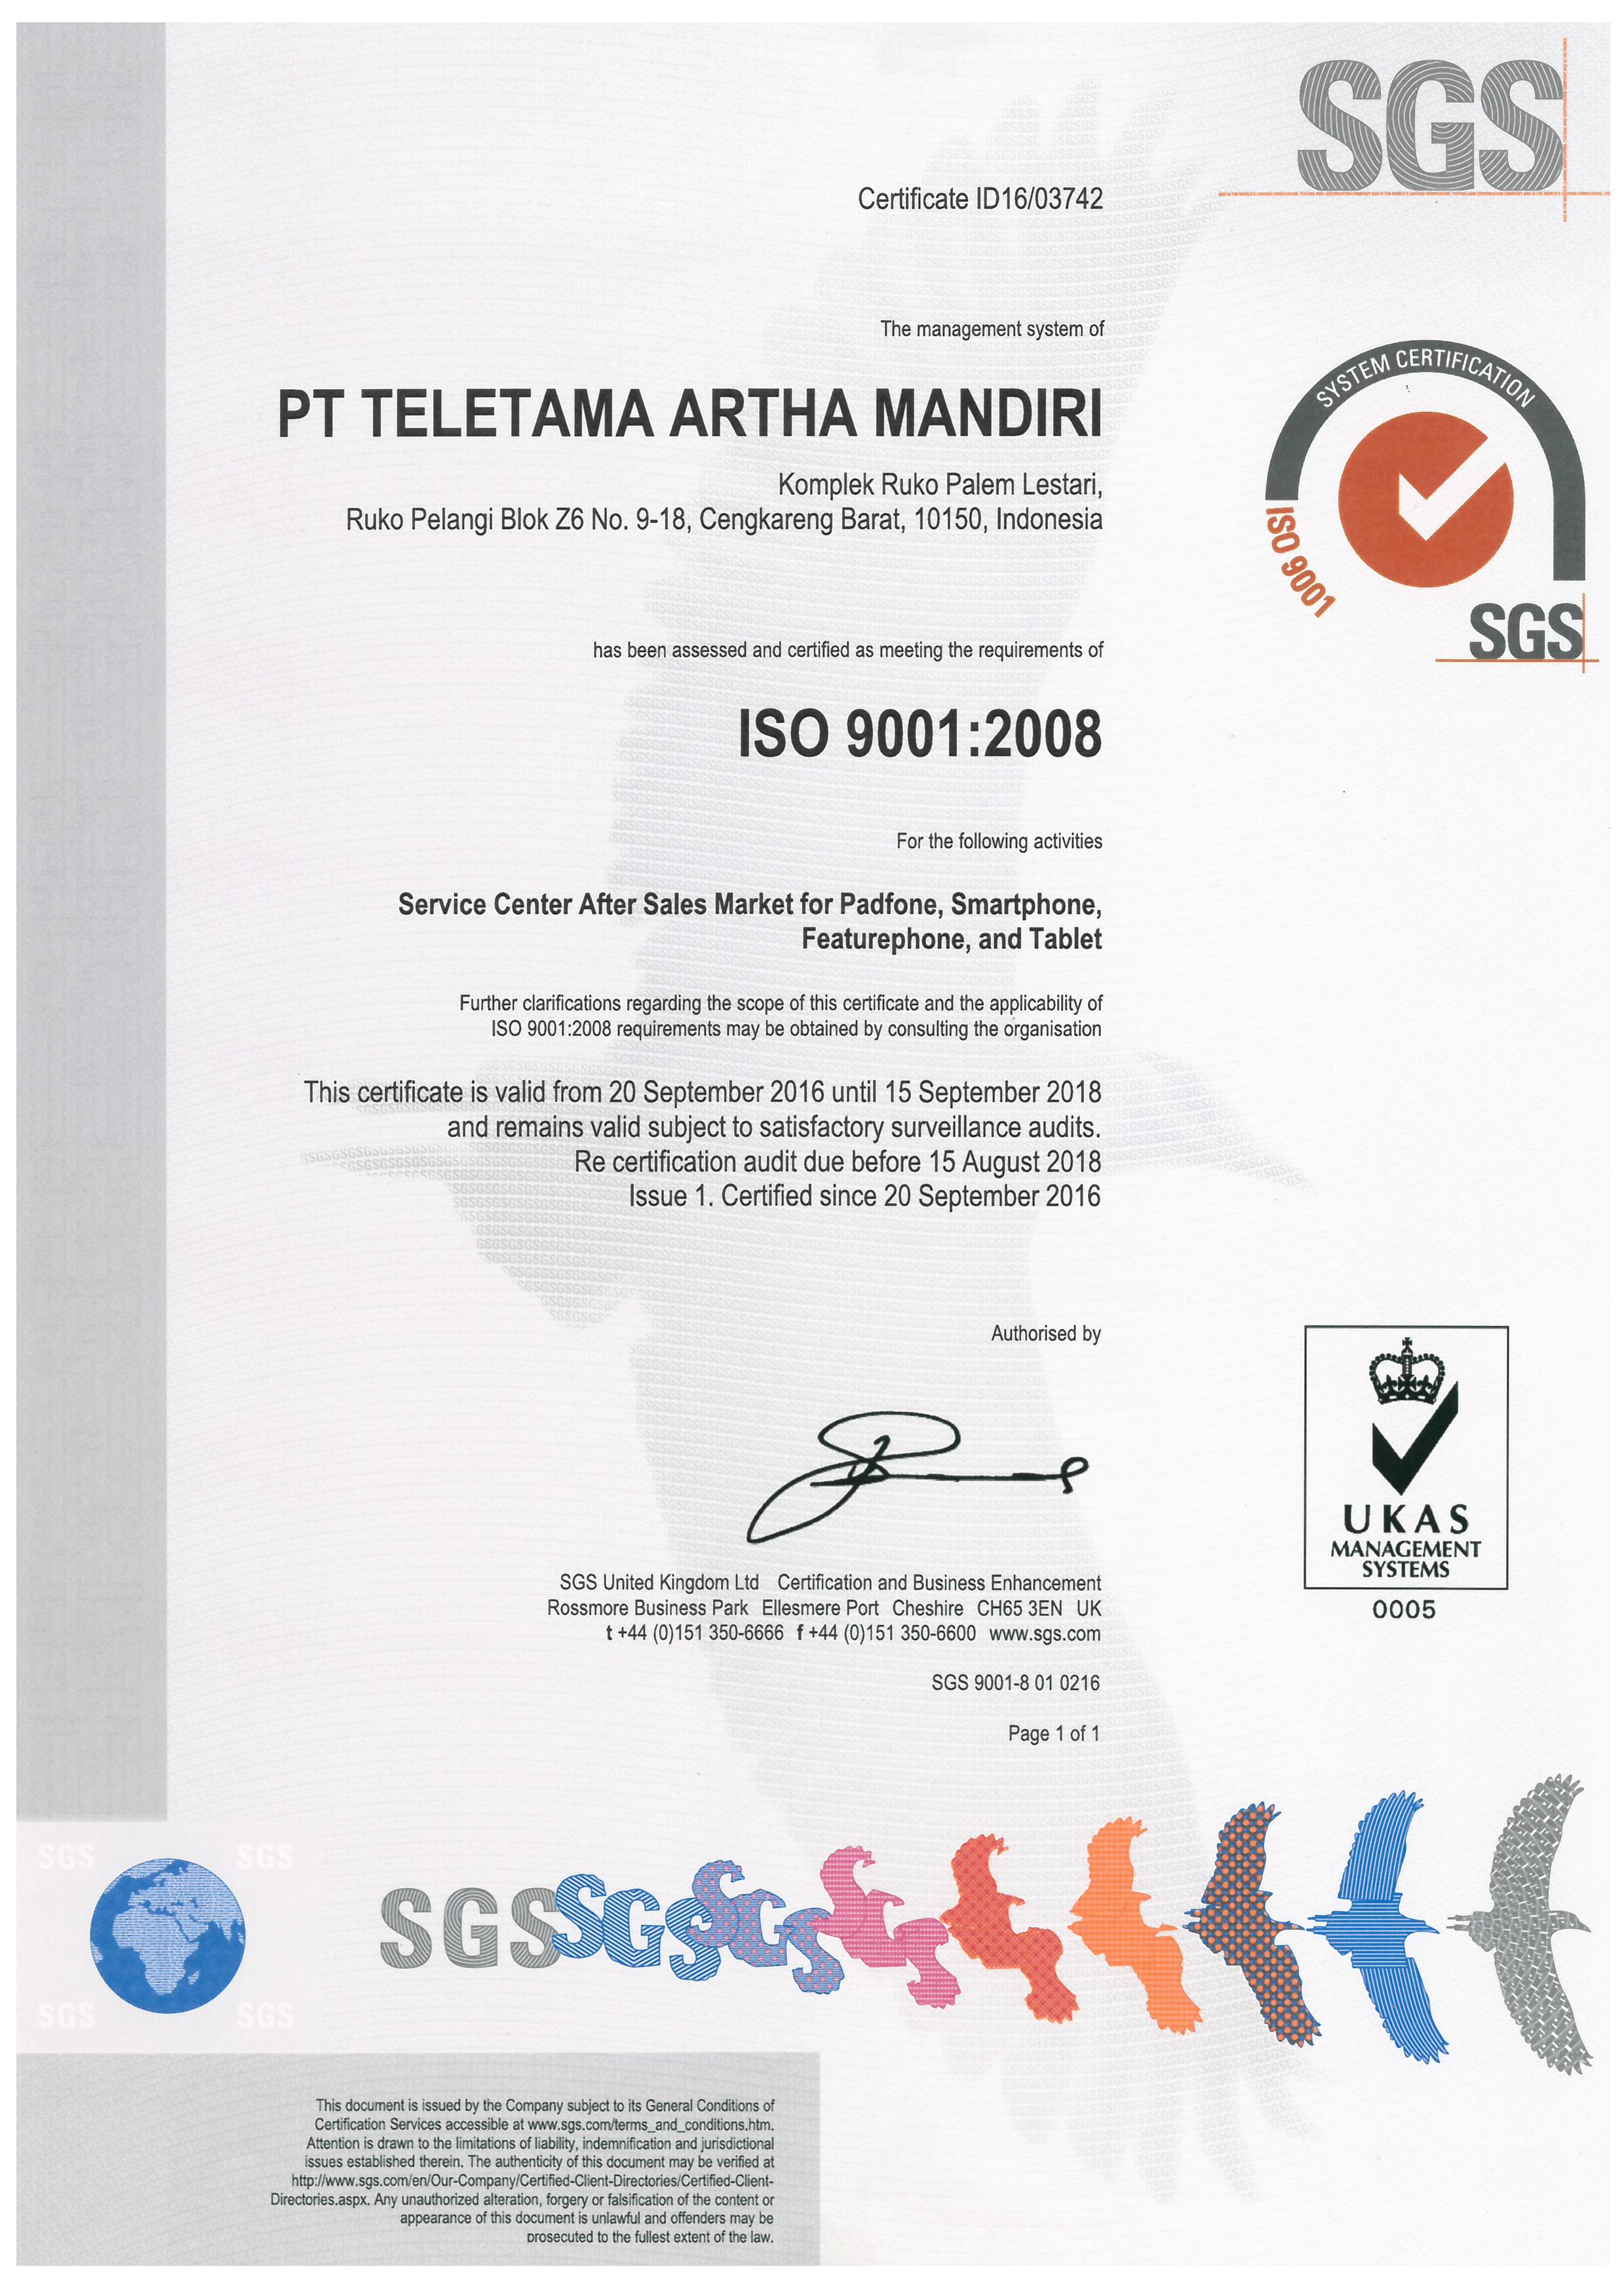 SGS
Certificate ID16/03742
The management system of
PT TELETAMA ARTHA MANDIRI
Komplek Ruko Palem Lestari,
Ruko Pelangi Blok Z6 No. 9-18, Cengkareng Barat, 10150, Indonesia
SYSTEM CERTIFICATION
ISO 9001
SGS
has been assessed and certified as meeting the requirements of
ISO 9001:2008
For the following activities
Service Center After Sales Market for Padfone, Smartphone,
Featurephone, and Tablet
Further clarifications regarding the scope of this certificate and the applicability of
ISO 9001:2008 requirements may be obtained by consulting the organisation
This certificate is valid from 20 September 2016 until 15 September 2018
and remains valid subject to satisfactory surveillance audits.
Re certification audit due before 15 August 2018
Issue 1. Certified since 20 September 2016
Authorised by
UKAS
MANAGEMENT
SYSTEMS
0005
SGS United Kingdom Ltd Certification and Business Enhancement
Rossmore Business Park Ellesmere Port Cheshire CH65 3EN UK
t +44 (0)151 350-6666 f +44 (0)151 350-6600 www.sgs.com
SGS 9001-8 01 0216
Page 1 of 1
SGS SGS
SGS SGS SGS
SGS SGS
This document is issued by the Company subject to its General Conditions of
Certification Services accessible at www.sgs.com/terms_and_conditions.htm.
Attention is drawn to the limitations of liability, indemnification and jurisdictional
issues established therein. The authenticity of this document may be verified at
http://www.sgs.com/en/Our-Company/Certified-Client-Directories/Certified-Client-
Directories.aspx. Any unauthorized alteration, forgery or falsification of the content or
appearance of this document is unlawful and offenders may be
prosecuted to the fullest extent of the law.